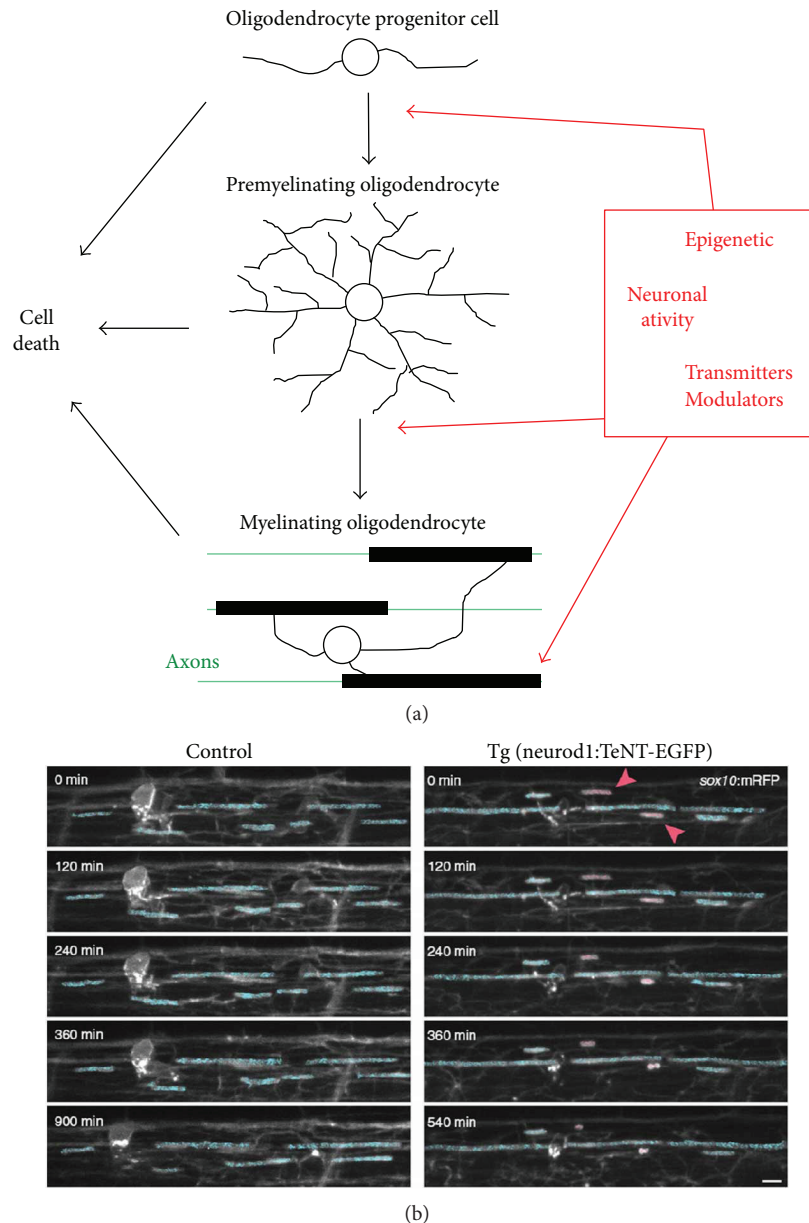 Oligodendrocyte progenitor cell
Premyelinating oligodendrocyte
Epigenetic
Neuronal
ativity
Transmitters
Modulators
Cell
death
Myelinating oligodendrocyte
Axons
(a)
Control
Tg (neurod1:TeNT-EGFP)
0 min
0 min
sox10:mRFP
120 min
120 min
240 min
240 min
360 min
360 min
900 min
540 min
(b)